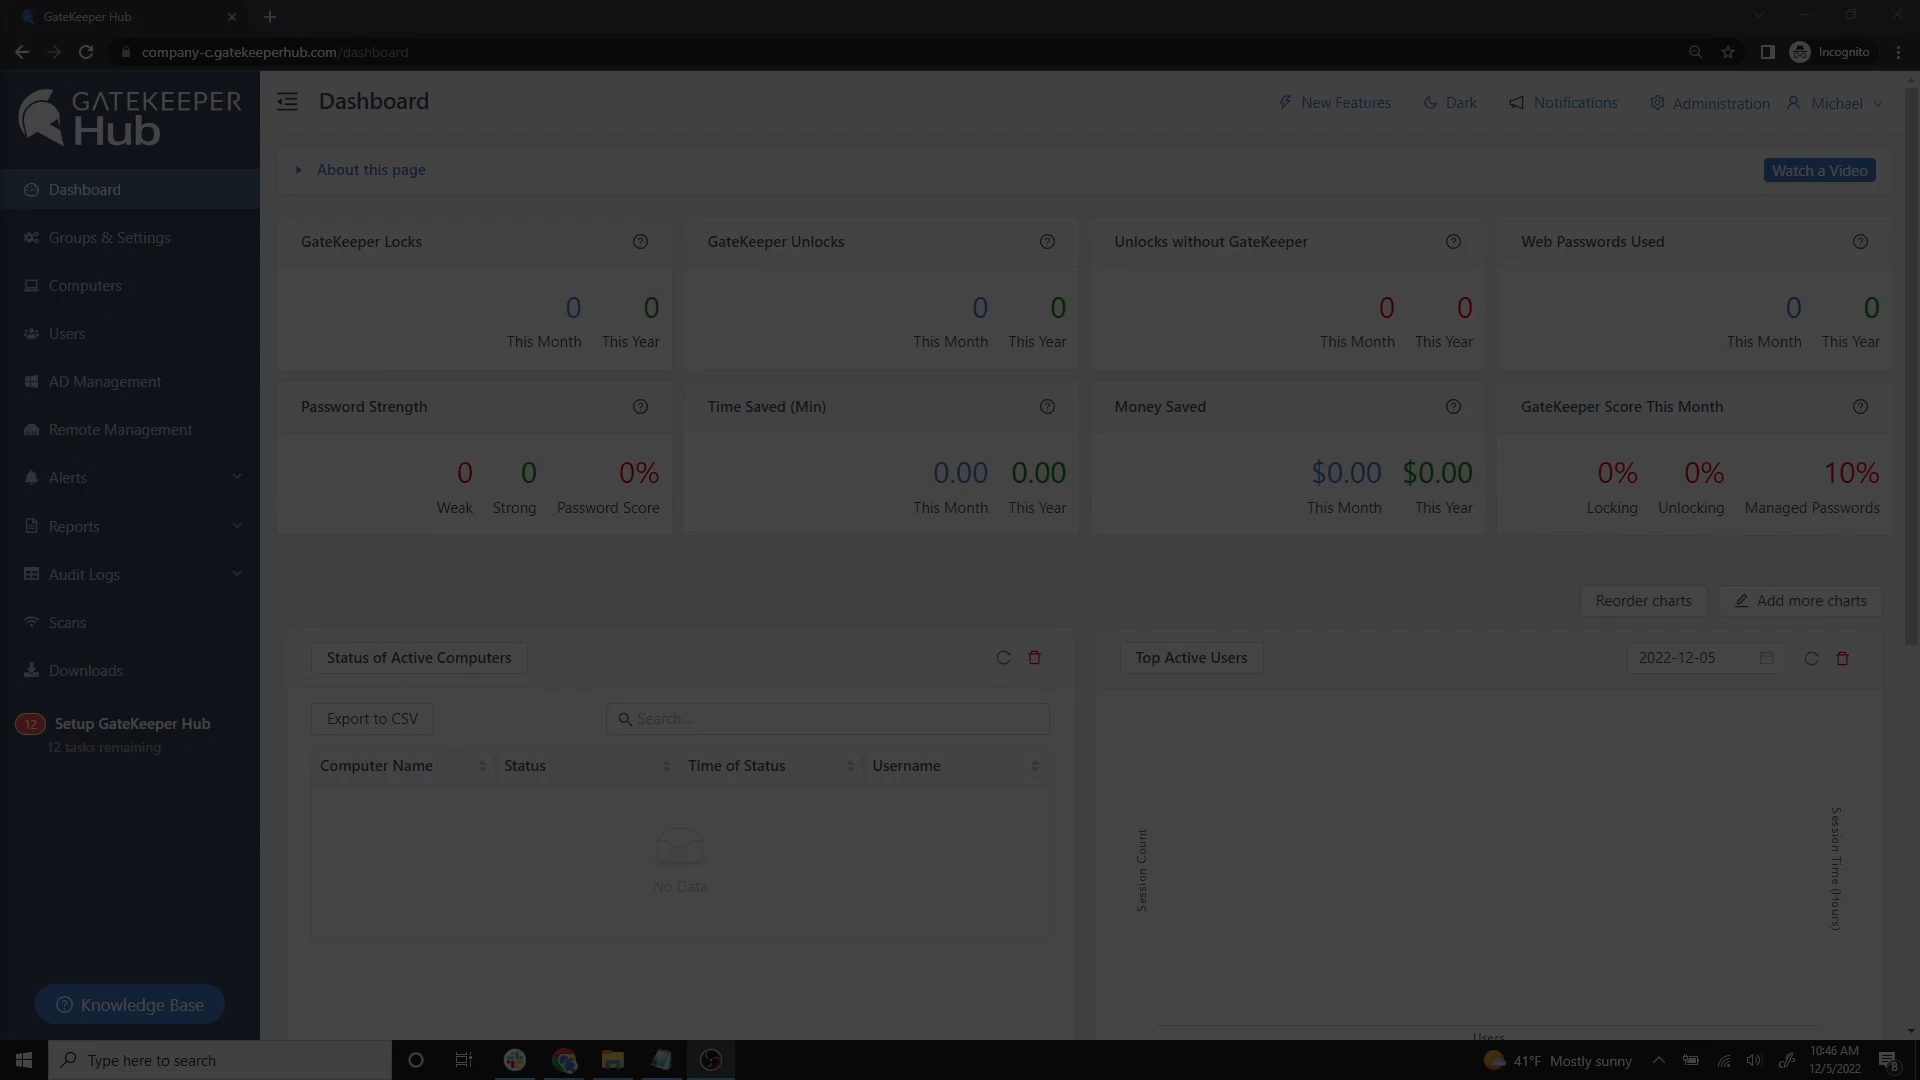 GateKeeper Hub
company-c.gatekeeperhub.com/dashboard
Incognito
GATEKEEPER
Hub
Dashboard
Groups & Settings
Computers
Users
AD Management
Remote Management
Alerts
Reports
Audit Logs
Scans
Downloads
12 Setup GateKeeper Hub
12 tasks remaining
Knowledge Base
Dashboard
New Features
Dark
Notifications
Administration
Michael
About this page
Watch a Video
GateKeeper Locks
0 0
This Month This Year
GateKeeper Unlocks
0 0
This Month This Year
Unlocks without GateKeeper
0 0
This Month This Year
Web Passwords Used
0 0
This Month This Year
Password Strength
0 0 0%
Weak Strong Password Score
Time Saved (Min)
0.00 0.00
This Month This Year
Money Saved
$0.00 $0.00
This Month This Year
GateKeeper Score This Month
0% 0% 10%
Locking Unlocking Managed Passwords
Reorder charts
Add more charts
Status of Active Computers
Export to CSV
Search...
Computer Name Status Time of Status Username
No Data
Top Active Users
2022-12-05
Session Count
Session Time (Hours)
Users
Type here to search
41°F Mostly sunny
10:46 AM
12/5/2022
8